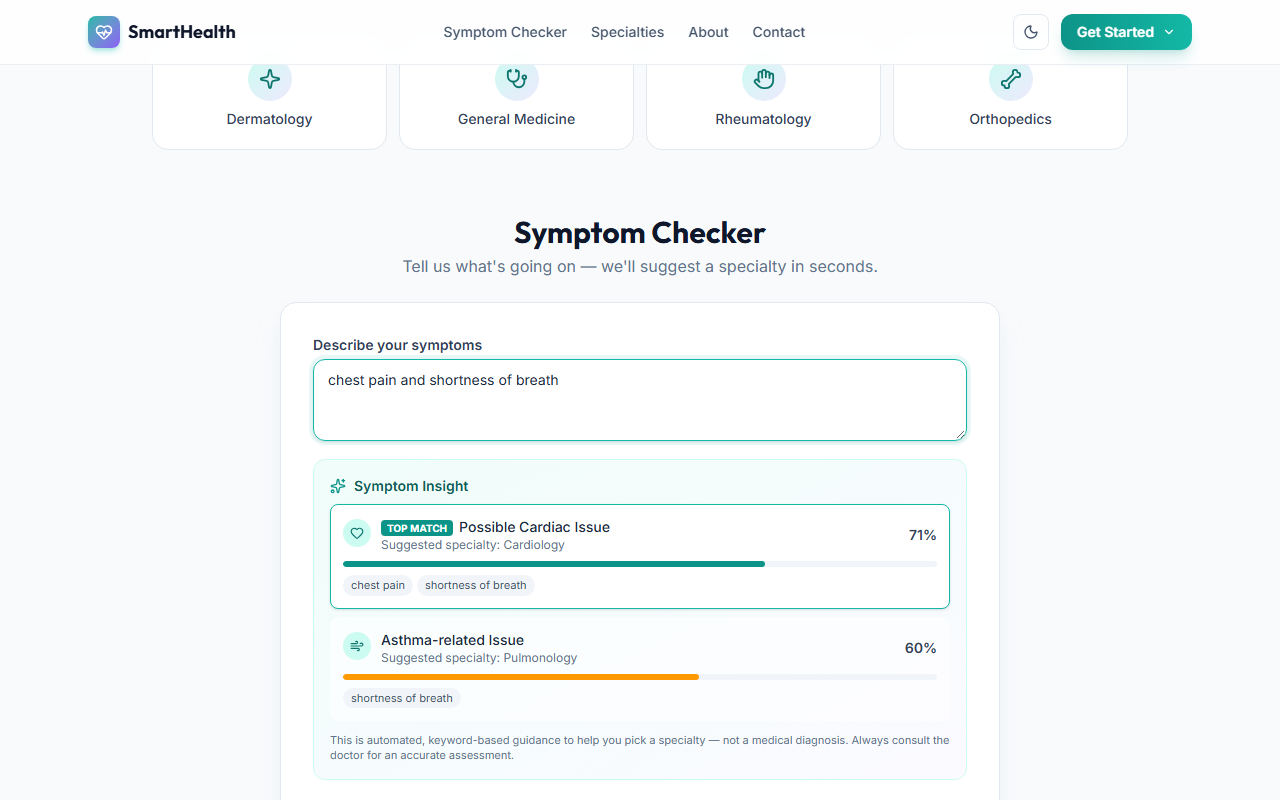 SmartHealth
Symptom Checker
Specialties
About
Contact
Get Started
Dermatology
General Medicine
Rheumatology
Orthopedics
Symptom Checker
Tell us what's going on — we'll suggest a specialty in seconds.
Describe your symptoms
chest pain and shortness of breath
Symptom Insight
TOP MATCH Possible Cardiac Issue
71%
Suggested specialty: Cardiology
chest pain
shortness of breath
Asthma-related Issue
60%
Suggested specialty: Pulmonology
shortness of breath
This is automated, keyword-based guidance to help you pick a specialty — not a medical diagnosis. Always consult the
doctor for an accurate assessment.